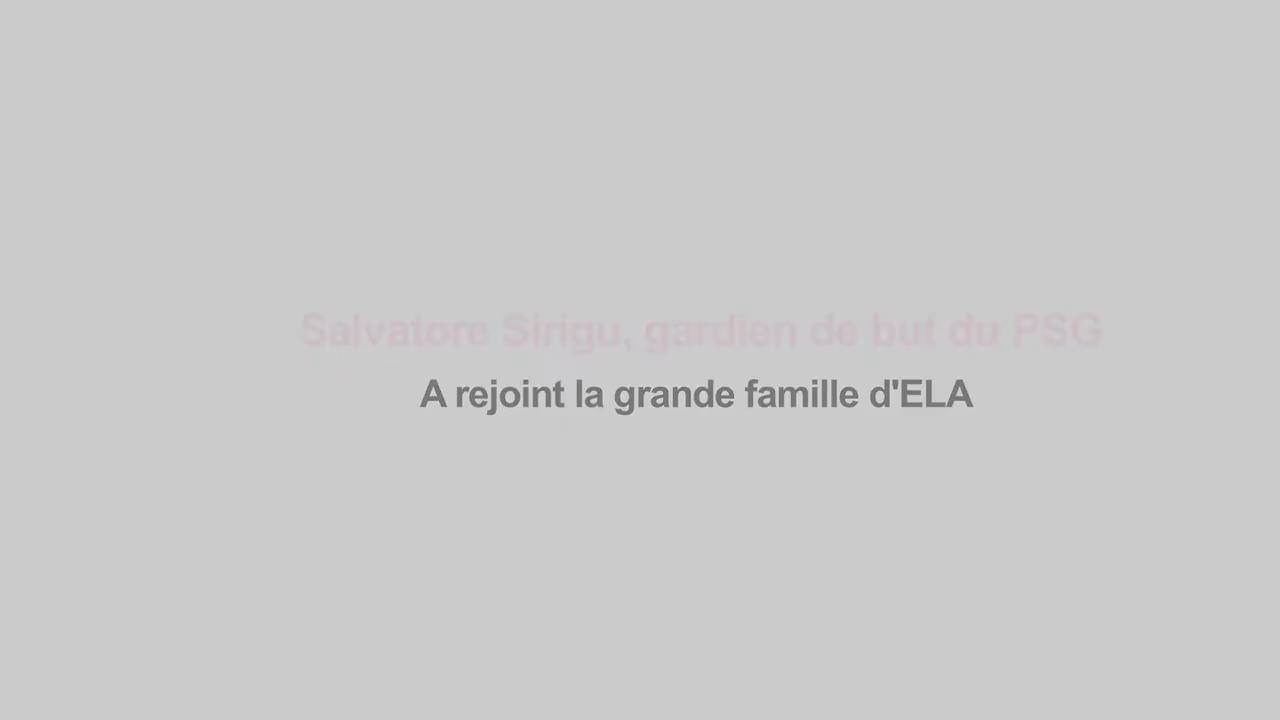 Salvatore Sirigu, gardien de but du PSG
A rejoint la grande famille d'ELA